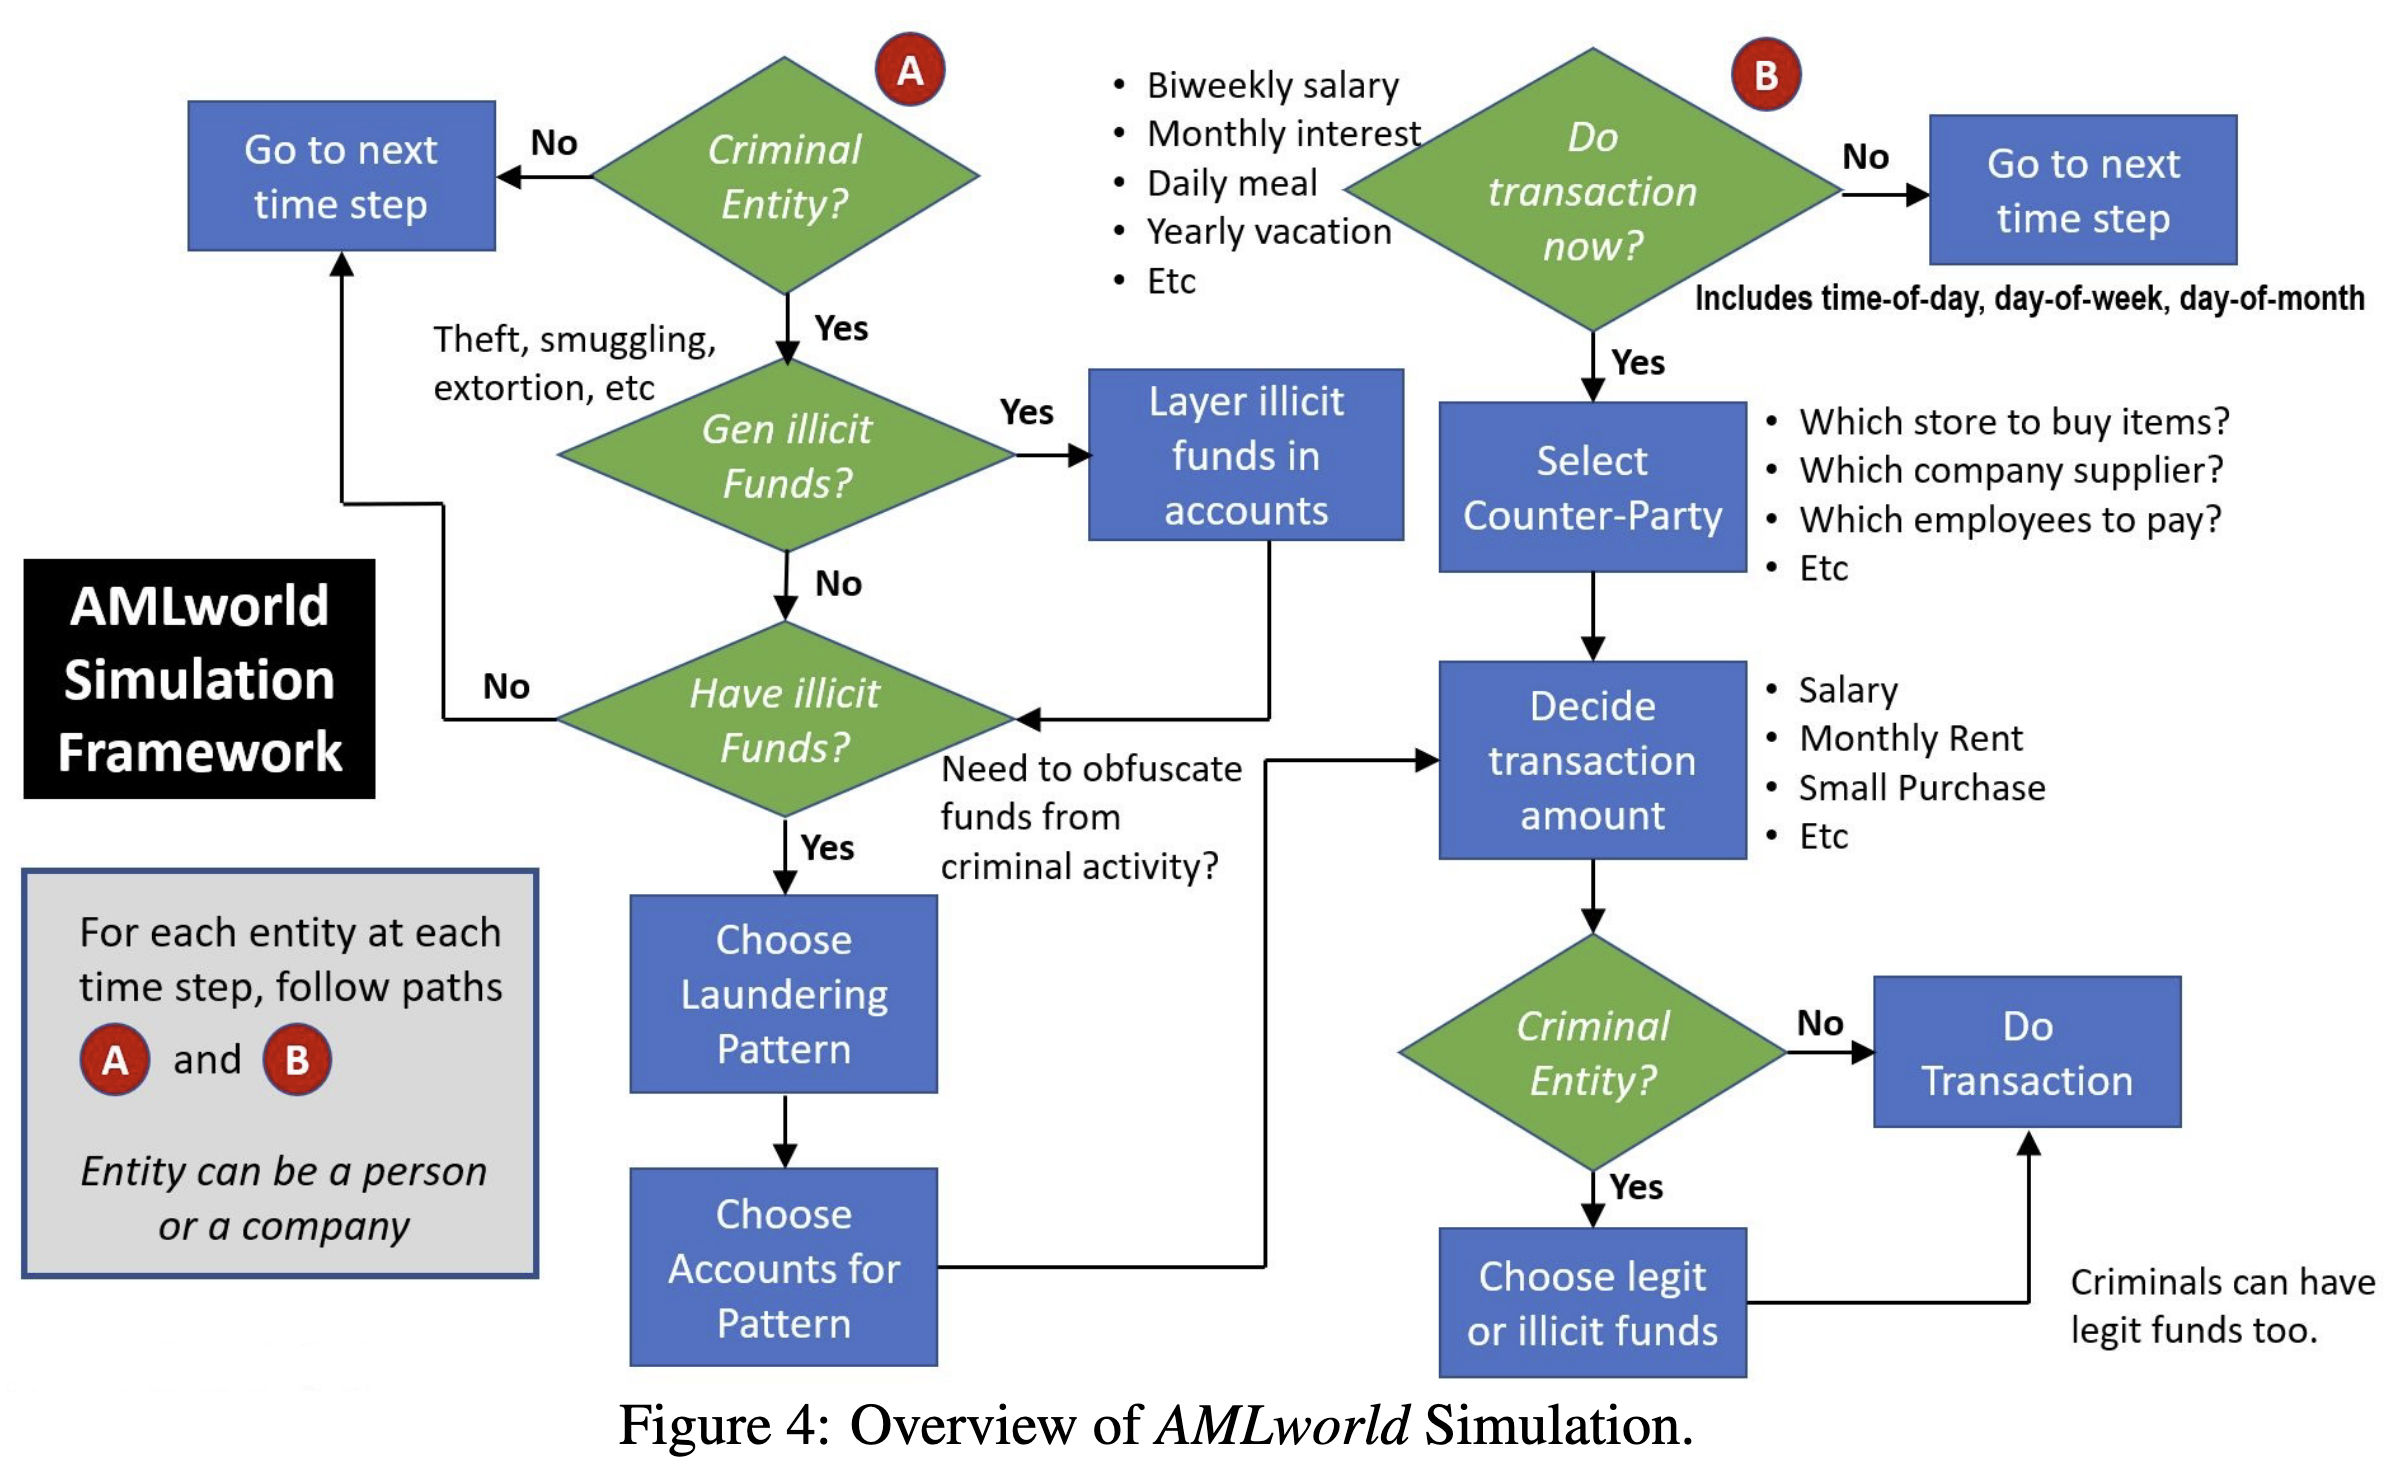 A
Criminal
Entity?
No
Go to next
time step
Yes
Theft, smuggling,
extortion, etc
Gen illicit
Funds?
Yes
Layer illicit
funds in
accounts
No
Have illicit
Funds?
No
Need to obfuscate
funds from
criminal activity?
Yes
Choose
Laundering
Pattern
Choose
Accounts for
Pattern
AMLworld
Simulation
Framework
For each entity at each
time step, follow paths
A and B
Entity can be a person
or a company
B
• Biweekly salary
• Monthly interest
• Daily meal
• Yearly vacation
• Etc
Do
transaction
now?
No
Go to next
time step
Includes time-of-day, day-of-week, day-of-month
Yes
Select
Counter-Party
• Which store to buy items?
• Which company supplier?
• Which employees to pay?
• Etc
Decide
transaction
amount
• Salary
• Monthly Rent
• Small Purchase
• Etc
Criminal
Entity?
No
Do
Transaction
Yes
Choose legit
or illicit funds
Criminals can have
legit funds too.
Figure 4: Overview of AMLworld Simulation.